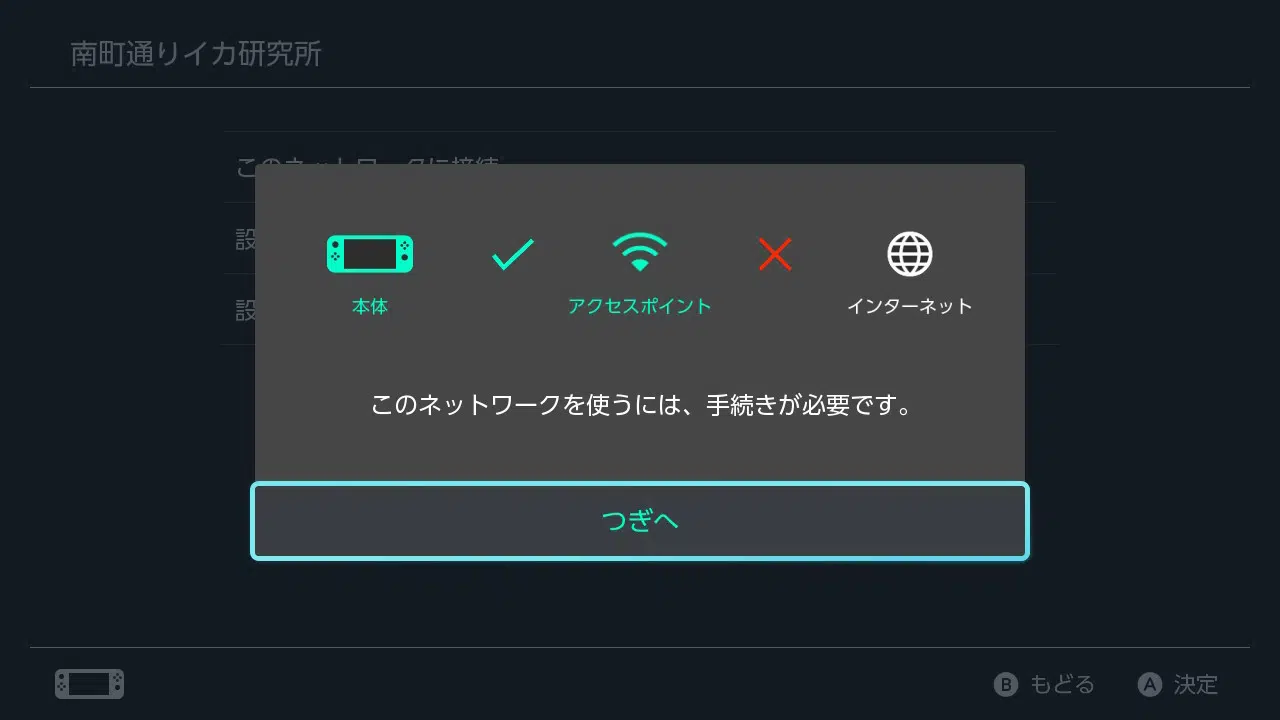 南町通りイカ研究所
このネットワークに接続
設
設
本体
アクセスポイント
インターネット
このネットワークを使うには、手続きが必要です。
つぎへ
B もどる
A 決定